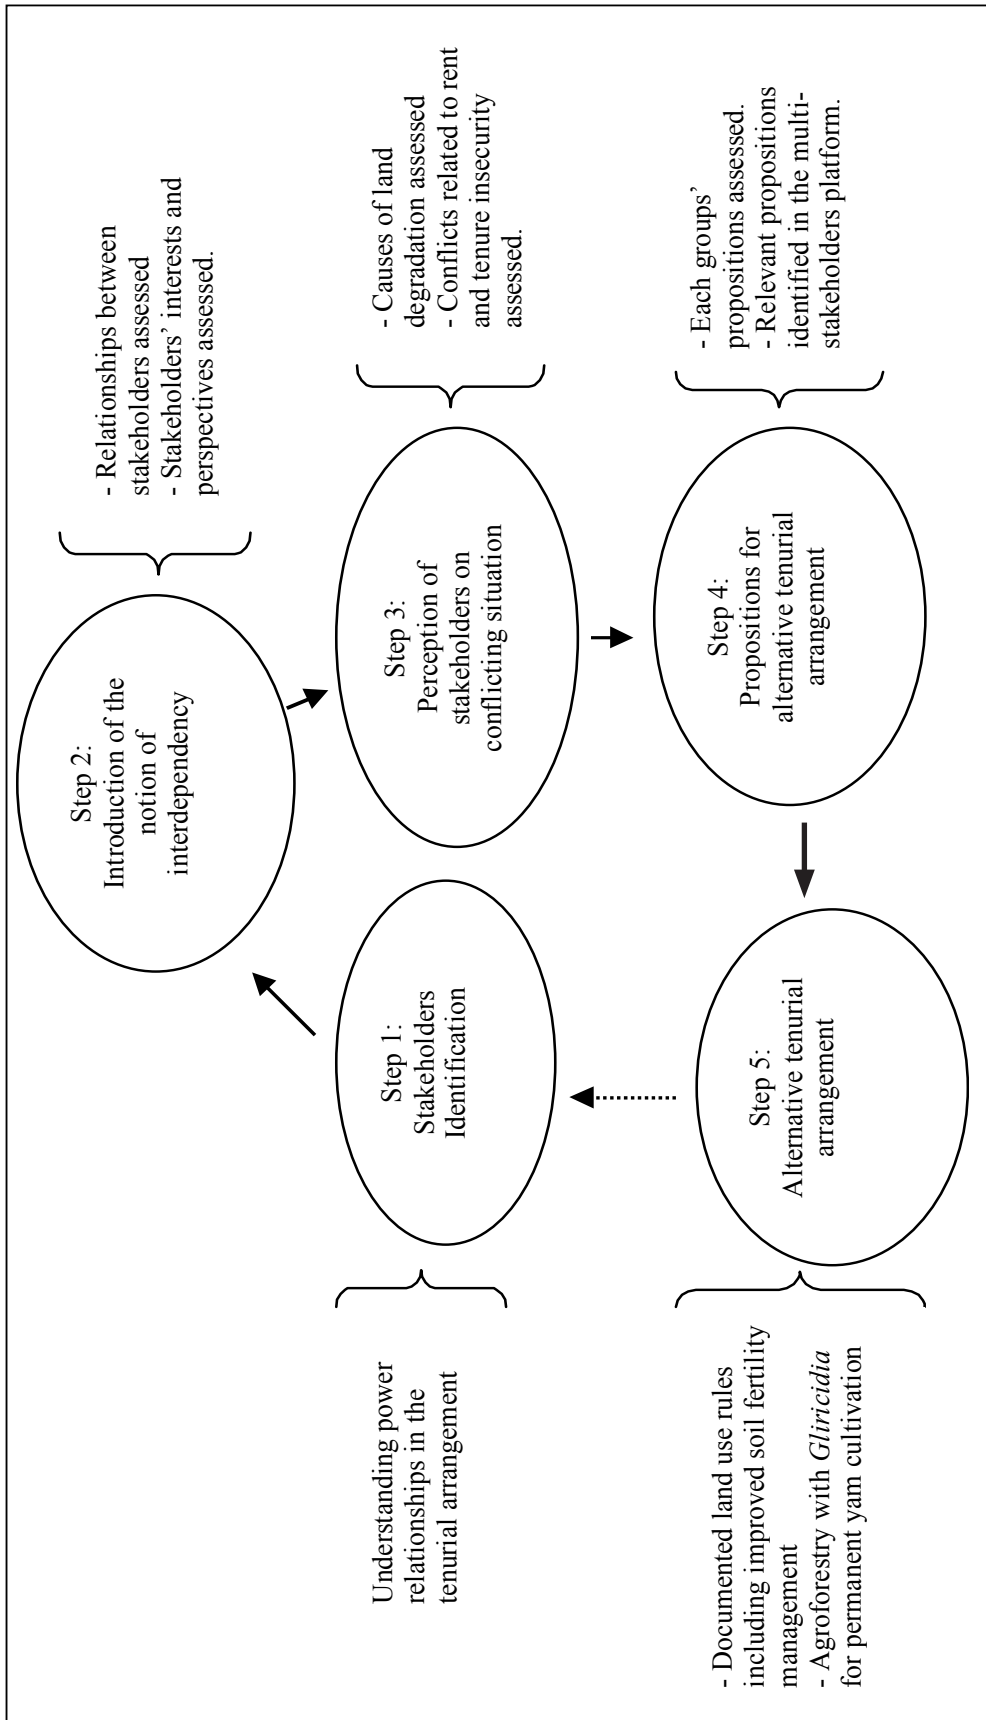 Understanding power
relationships in the
tenurial arrangement
Step 1:
Stakeholders
Identification
Step 2:
Introduction of the
notion of
interdependency
- Relationships between
stakeholders assessed
- Stakeholders' interests and
perspectives assessed.
Step 3:
Perception of
stakeholders on
conflicting situation
- Causes of land
degradation assessed
- Conflicts related to rent
and tenure insecurity
assessed.
Step 4:
Propositions for
alternative tenurial
arrangement
- Each groups'
propositions assessed.
- Relevant propositions
identified in the multi-
stakeholders platform.
Step 5:
Alternative tenurial
arrangement
- Documented land use rules
including improved soil fertility
management
- Agroforestry with Gliricidia
for permanent yam cultivation